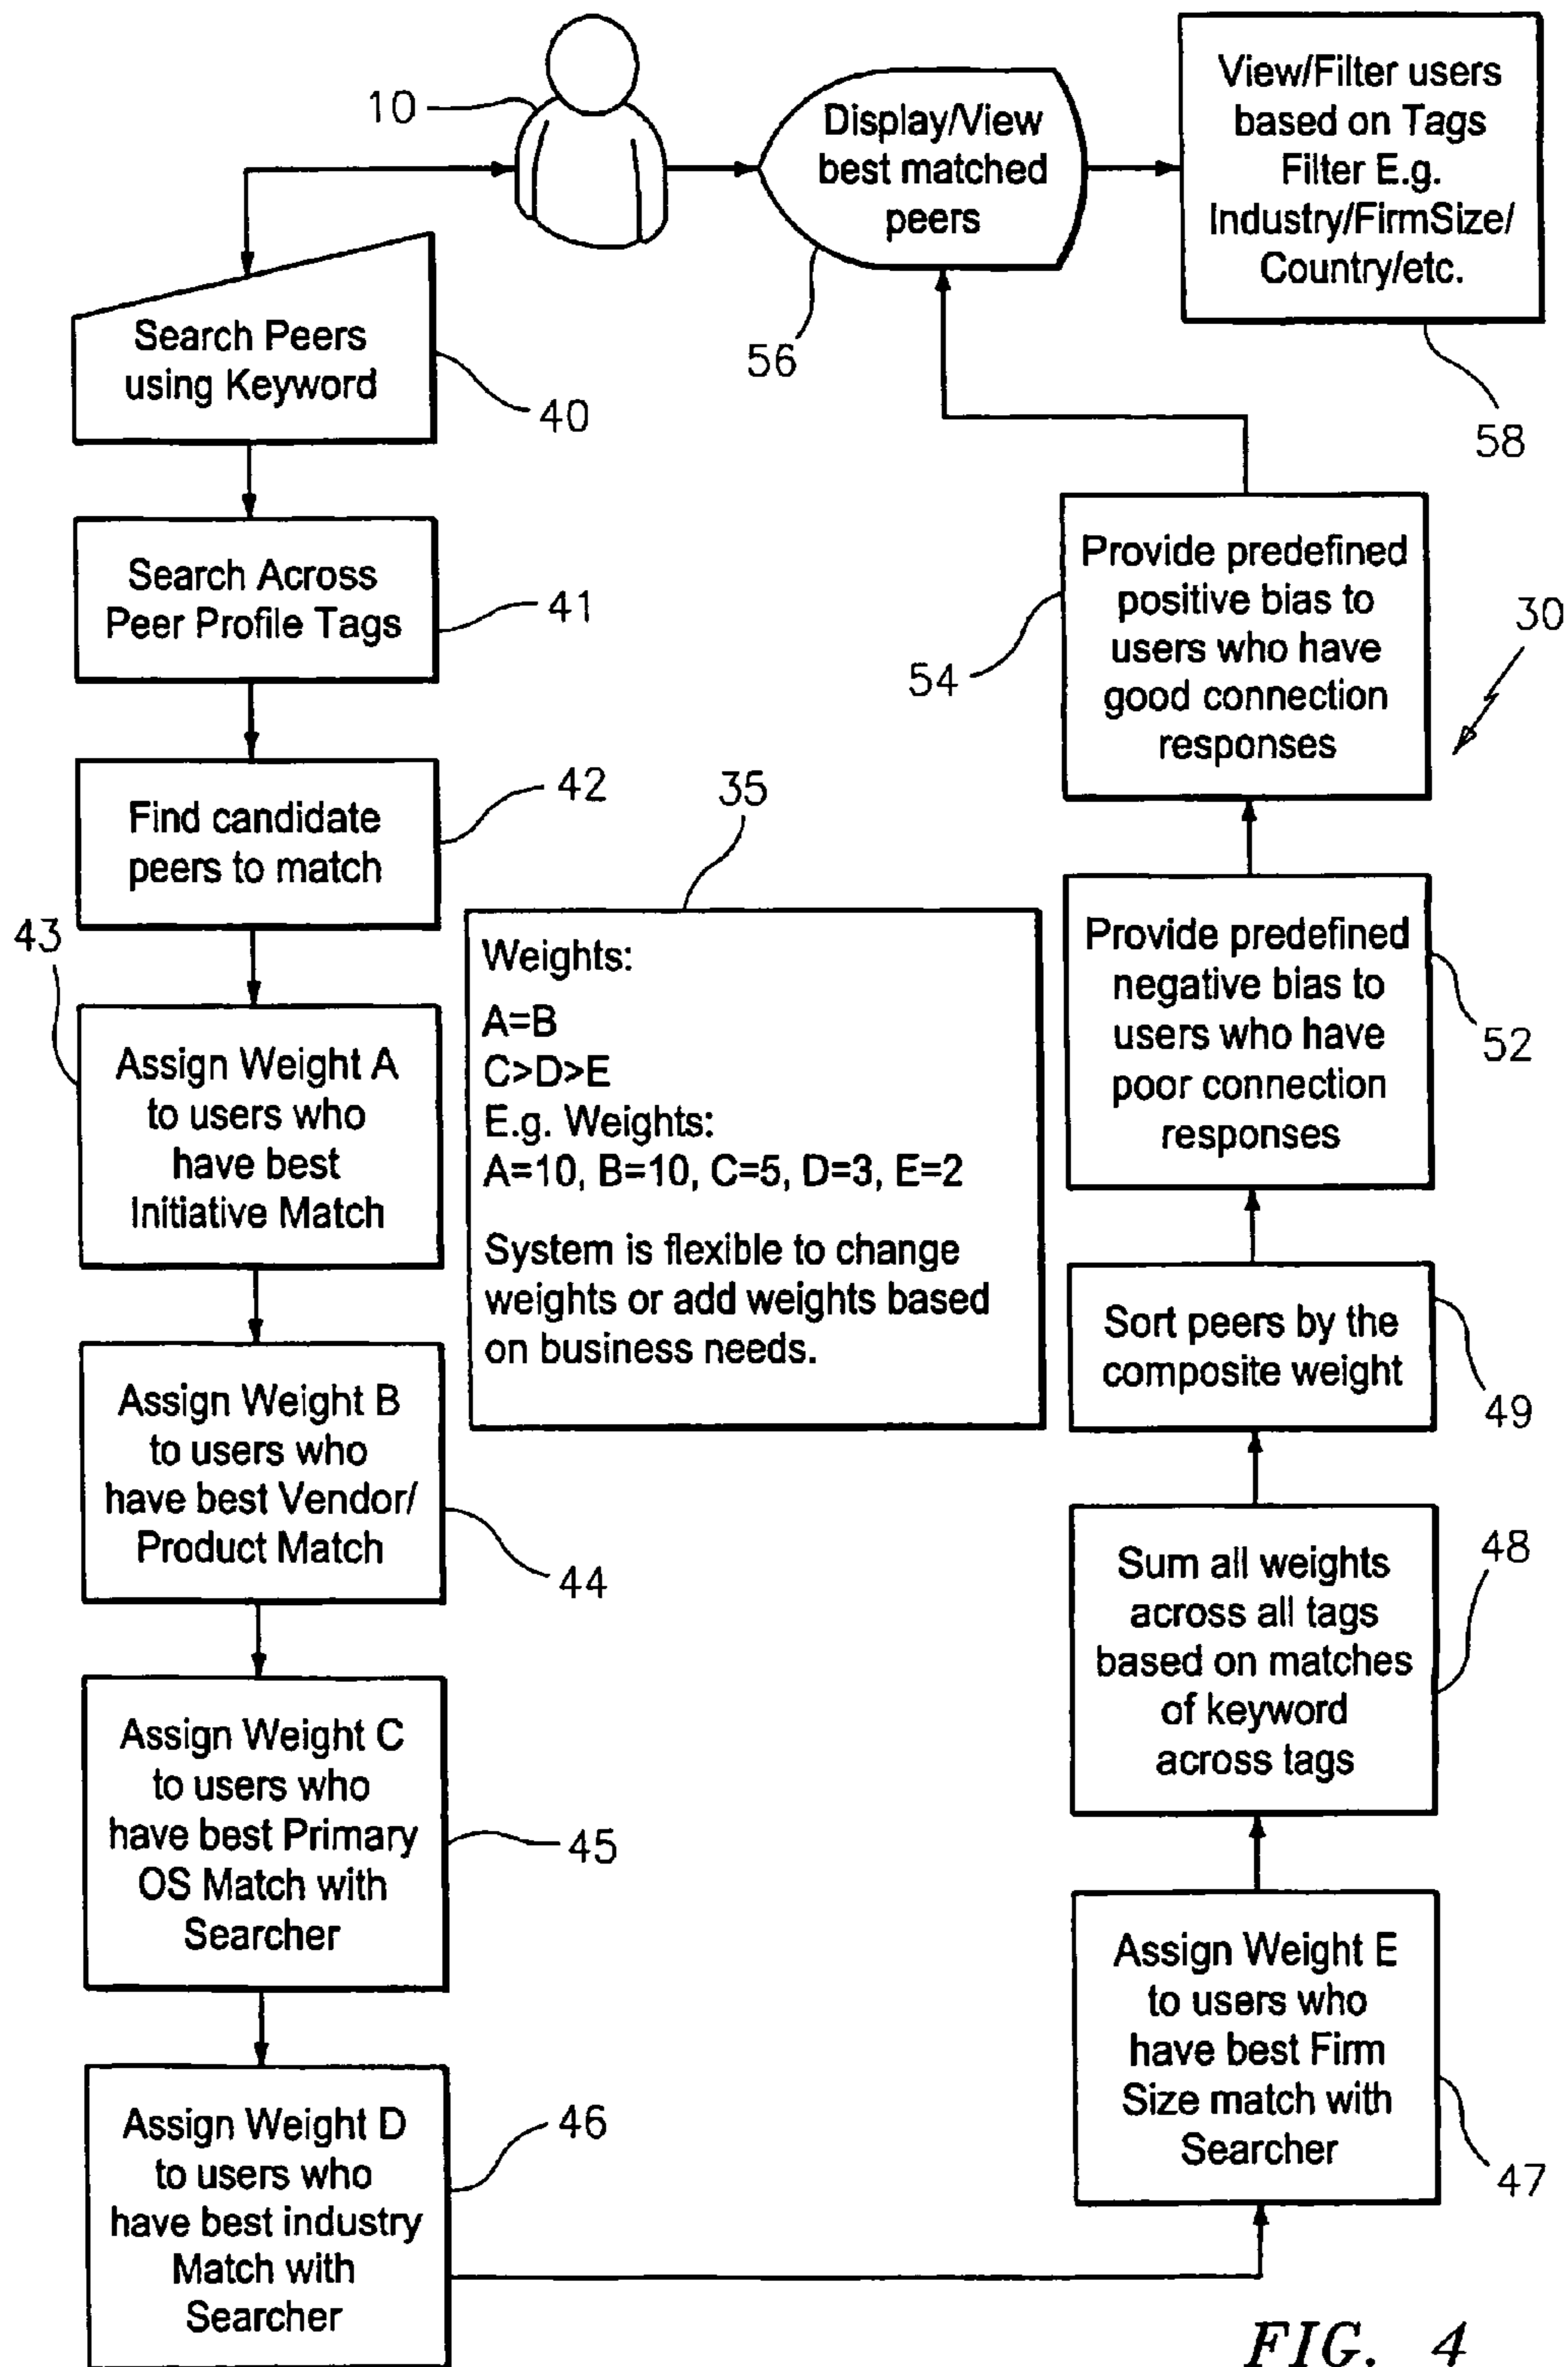 10
Display/View
best matched
peers
56
View/Filter users
based on Tags
Filter E.g.
Industry/FirmSize/
Country/etc.
58
Search Peers
using Keyword
40
Search Across
Peer Profile Tags
41
Find candidate
peers to match
42
43
Assign Weight A
to users who
have best
Initiative Match
Assign Weight B
to users who
have best Vendor/
Product Match
44
Assign Weight C
to users who
have best Primary
OS Match with
Searcher
45
Assign Weight D
to users who
have best industry
Match with
Searcher
46
35
Weights:
A=B
C>D>E
E.g. Weights:
A=10, B=10, C=5, D=3, E=2
System is flexible to change
weights or add weights based
on business needs.
Provide predefined
positive bias to
users who have
good connection
responses
54
30
Provide predefined
negative bias to
users who have
poor connection
responses
52
Sort peers by the
composite weight
49
Sum all weights
across all tags
based on matches
of keyword
across tags
48
Assign Weight E
to users who
have best Firm
Size match with
Searcher
47
FIG. 4